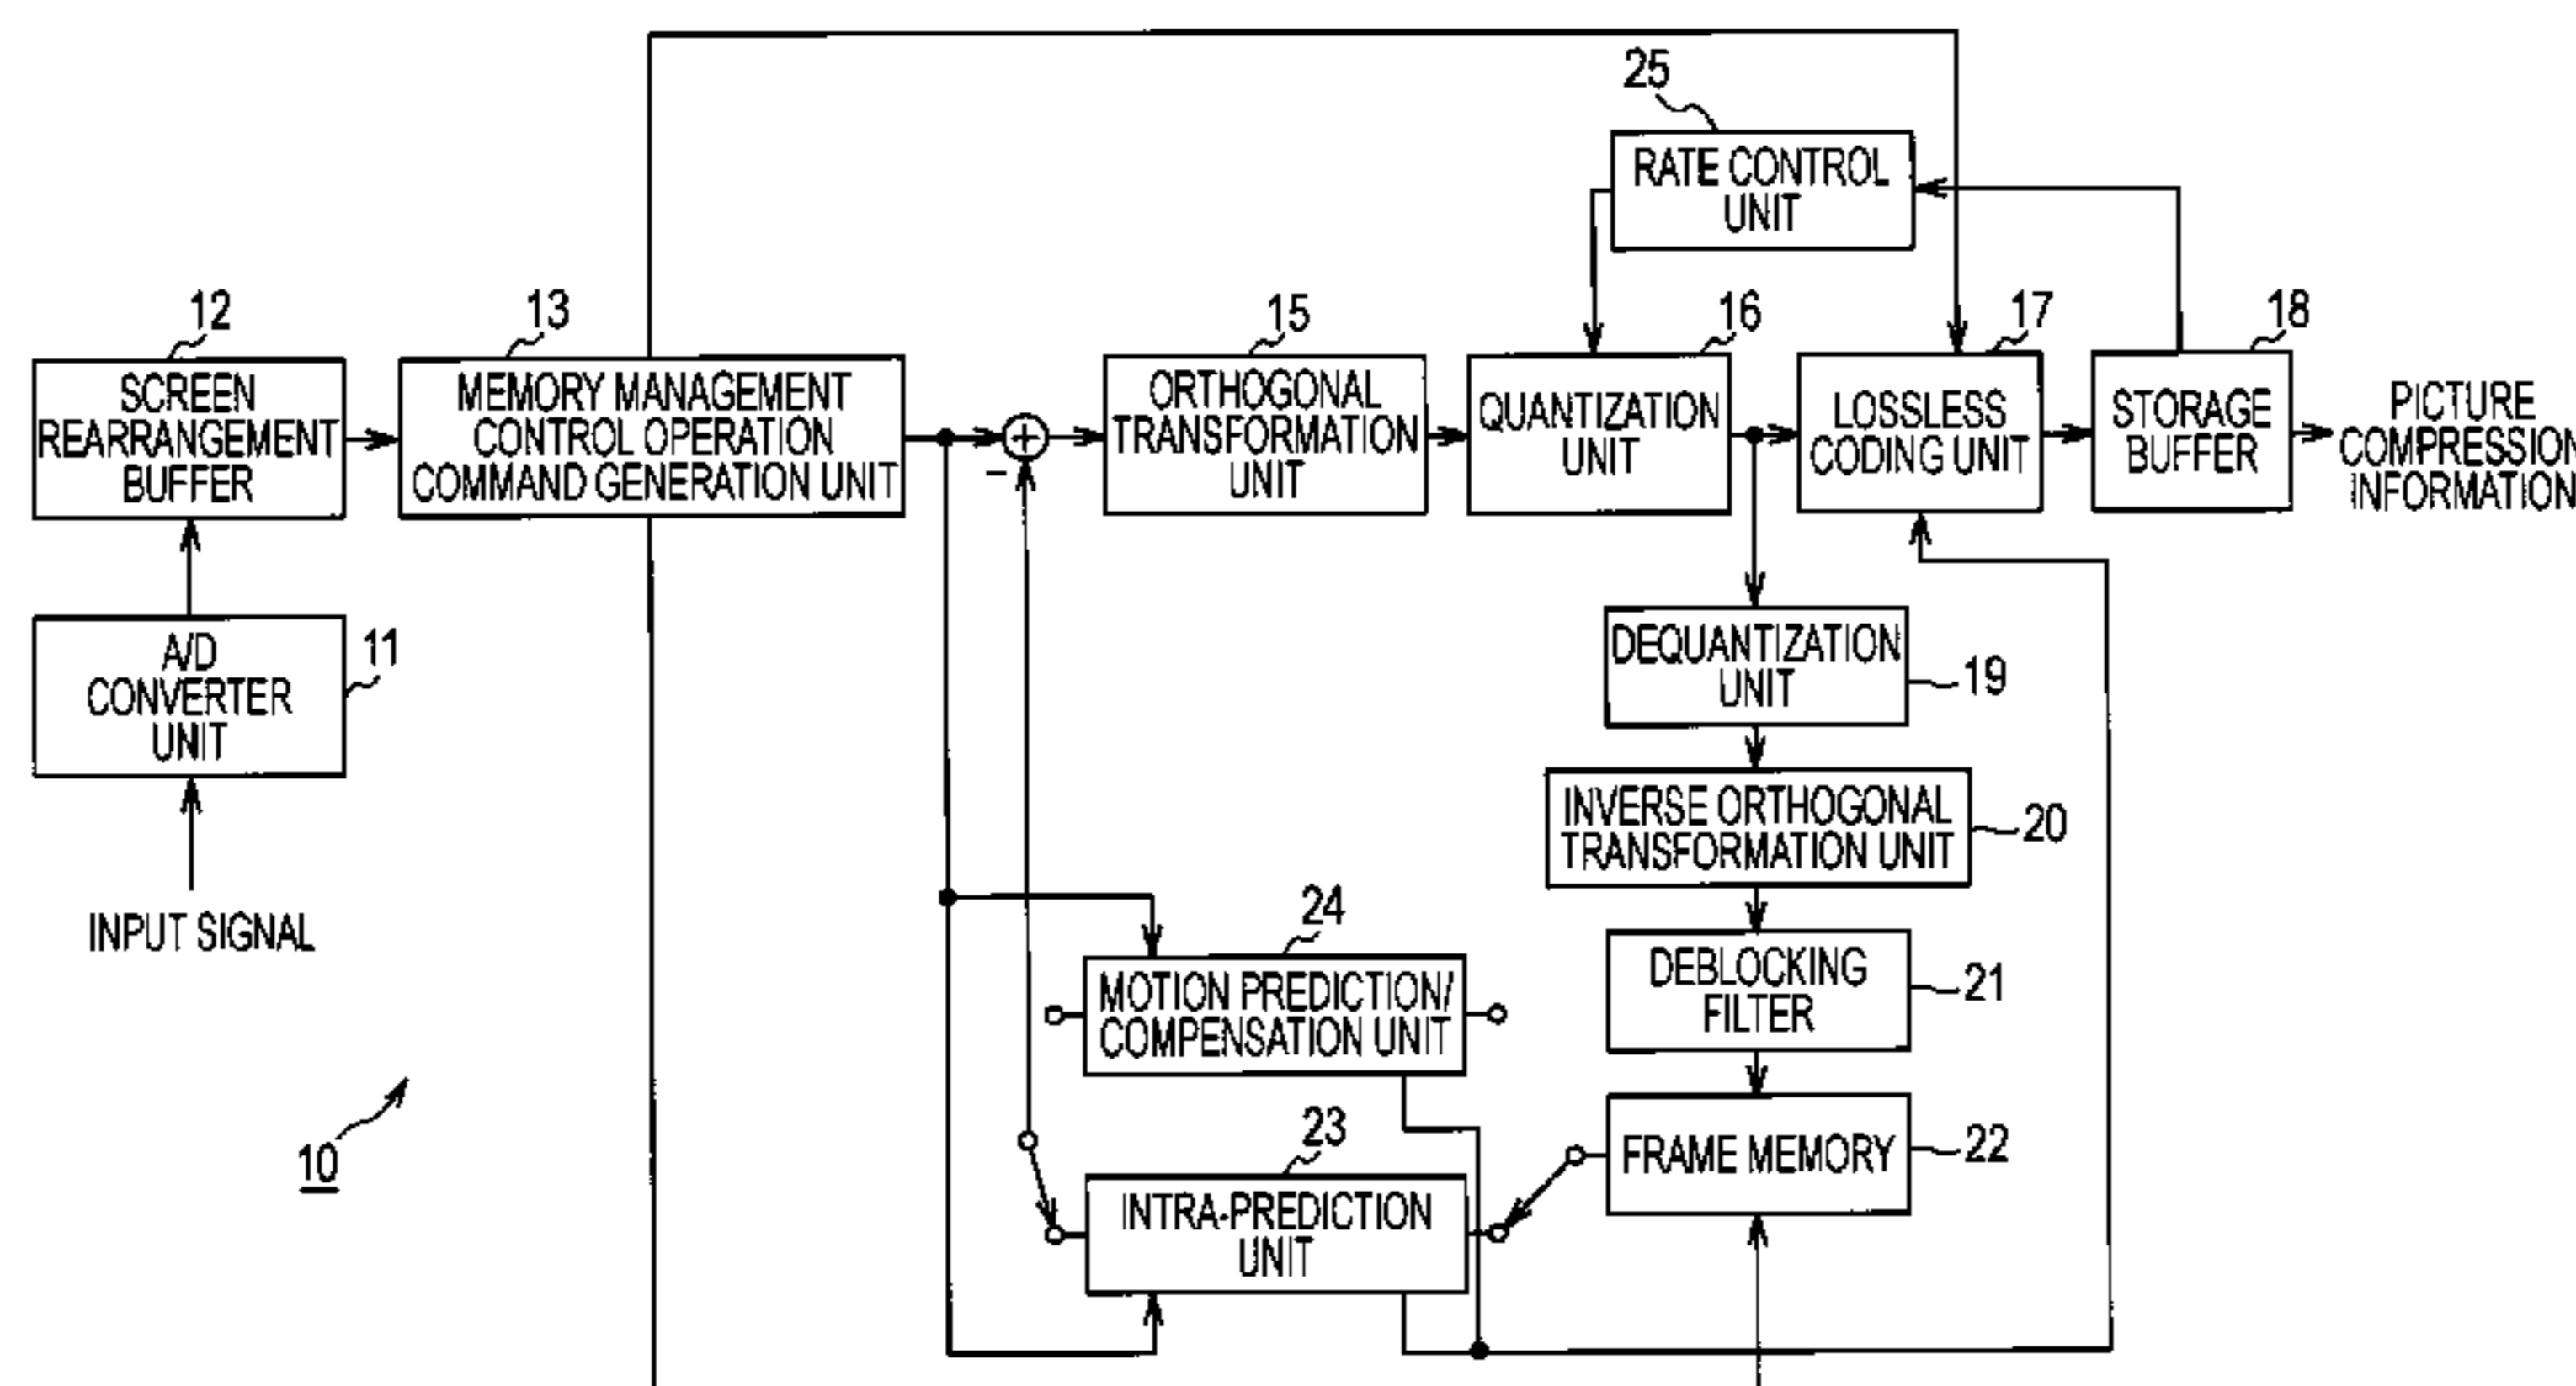 25
RATE CONTROL
UNIT
12
13
15
16
17
18
SCREEN
REARRANGEMENT
BUFFER
MEMORY MANAGEMENT
CONTROL OPERATION
COMMAND GENERATION UNIT
+
−
ORTHOGONAL
TRANSFORMATION
UNIT
QUANTIZATION
UNIT
LOSSLESS
CODING UNIT
STORAGE
BUFFER
PICTURE
COMPRESSION
INFORMATION
A/D
CONVERTER
UNIT
11
DEQUANTIZATION
UNIT
19
INVERSE ORTHOGONAL
TRANSFORMATION UNIT
20
INPUT SIGNAL
24
MOTION PREDICTION/
COMPENSATION UNIT
DEBLOCKING
FILTER
21
10
23
INTRA-PREDICTION
UNIT
FRAME MEMORY
22